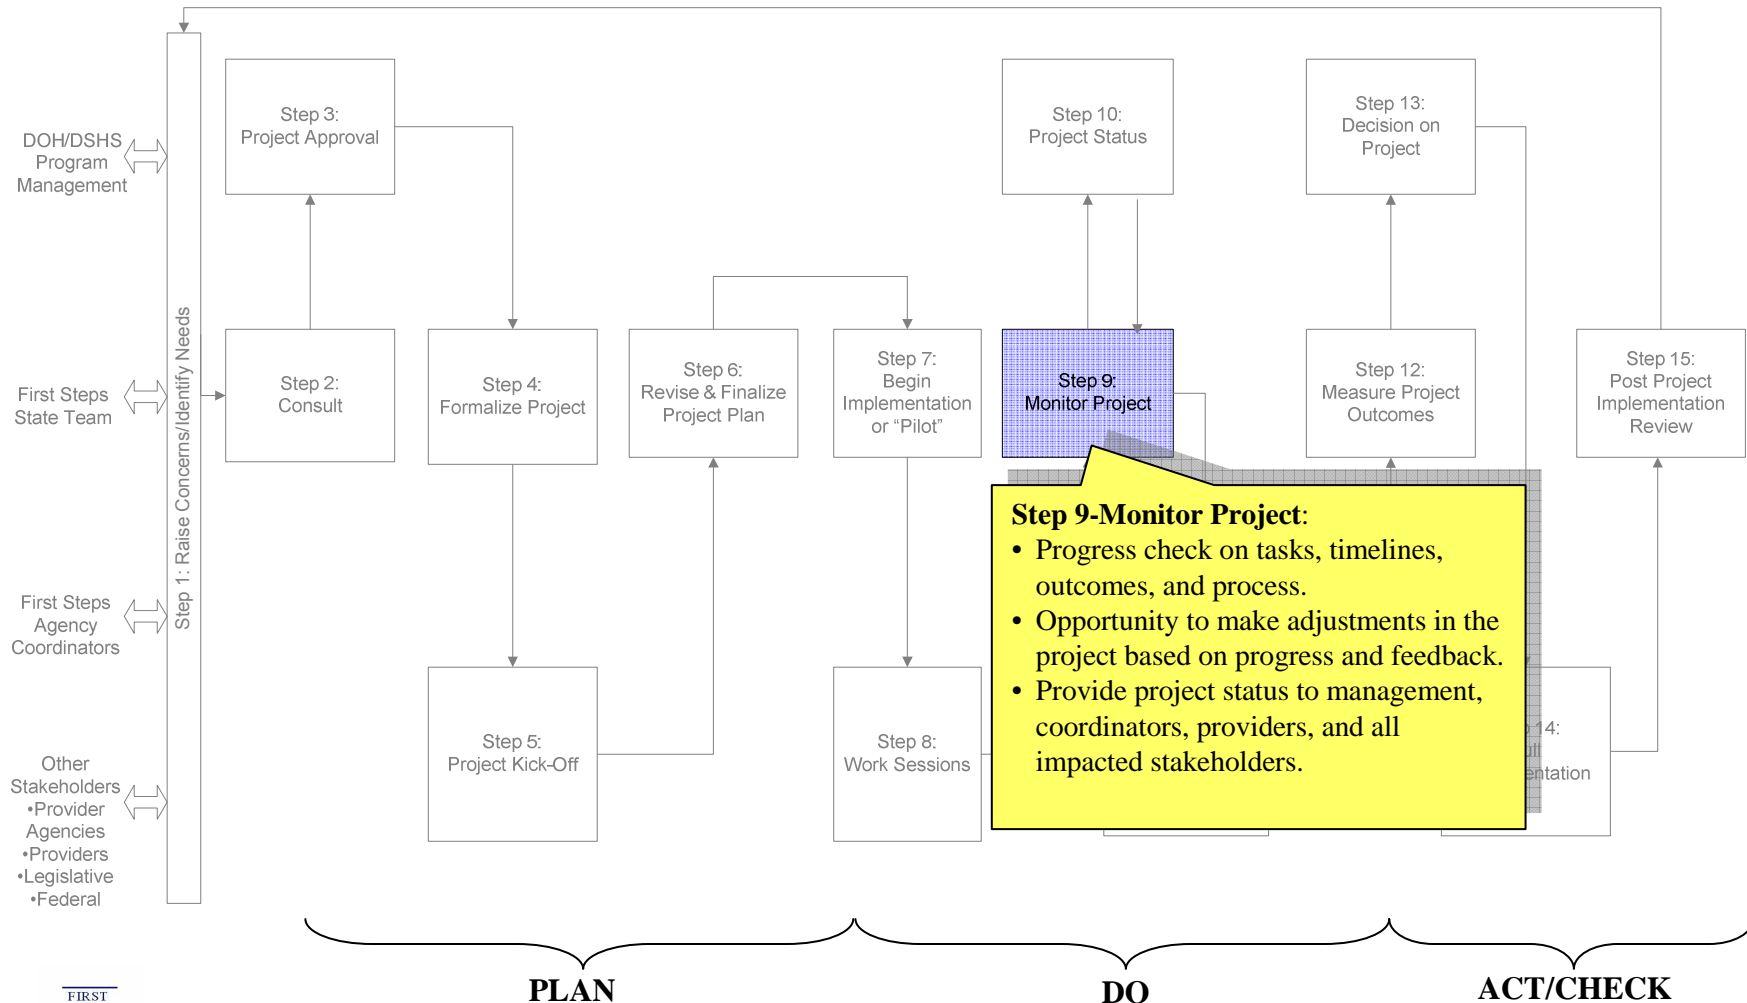 DOH/DSHS
Program
Management
First Steps
State Team
First Steps
Agency
Coordinators
Other
Stakeholders
•Provider
Agencies
•Providers
•Legislative
•Federal
Step 1: Raise Concerns/Identify Needs
Step 3:
Project Approval
Step 2:
Consult
Step 4:
Formalize Project
Step 5:
Project Kick-Off
Step 6:
Revise & Finalize
Project Plan
Step 7:
Begin
Implementation
or “Pilot”
Step 8:
Work Sessions
Step 10:
Project Status
Step 9:
Monitor Project
Step 13:
Decision on
Project
Step 12:
Measure Project
Outcomes
Step 15:
Post Project
Implementation
Review
Step 9-Monitor Project:
• Progress check on tasks, timelines,
outcomes, and process.
• Opportunity to make adjustments in the
project based on progress and feedback.
• Provide project status to management,
coordinators, providers, and all
impacted stakeholders.
14:
PLAN
DO
ACT/CHECK
FIRST